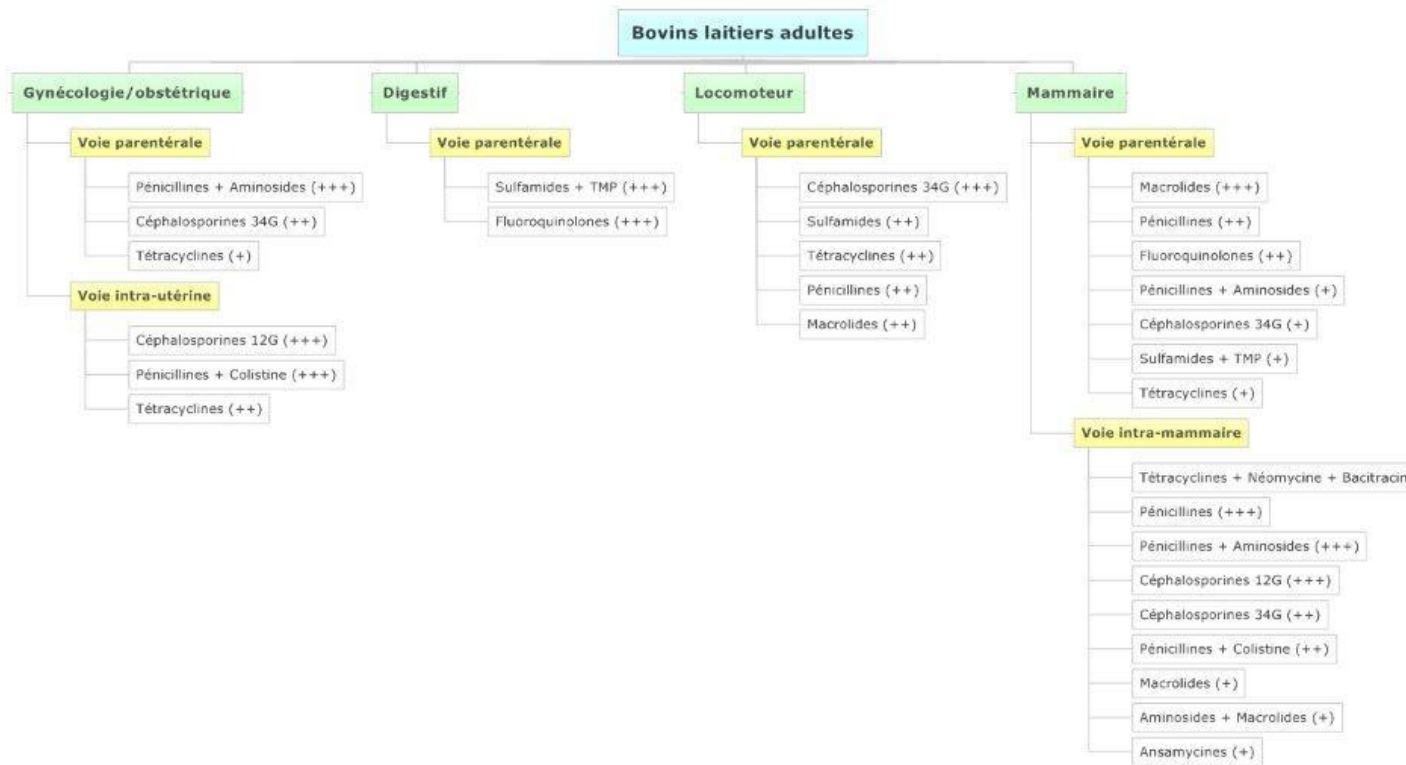 Bovins laitiers adultes
Gynécologie/obstétrique
Voie parentérale
Pénicillines + Aminosides (+++)
Céphalosporines 34G (++)
Tétracyclines (+)
Voie intra-utérine
Céphalosporines 12G (+++)
Pénicillines + Colistine (+++)
Tétracyclines (++)
Digestif
Voie parentérale
Sulfamides + TMP (+++)
Fluoroquinolones (+++)
Locomoteur
Voie parentérale
Céphalosporines 34G (+++)
Sulfamides (++)
Tétracyclines (++)
Pénicillines (++)
Macrolides (++)
Mammaire
Voie parentérale
Macrolides (+++)
Pénicillines (++)
Fluoroquinolones (++)
Pénicillines + Aminosides (+)
Céphalosporines 34G (+)
Sulfamides + TMP (+)
Tétracyclines (+)
Voie intra-mammaire
Tétracyclines + Néomycine + Bacitracin
Pénicillines (+++)
Pénicillines + Aminosides (+++)
Céphalosporines 12G (+++)
Céphalosporines 34G (++)
Pénicillines + Colistine (++)
Macrolides (+)
Aminosides + Macrolides (+)
Ansamycines (+)